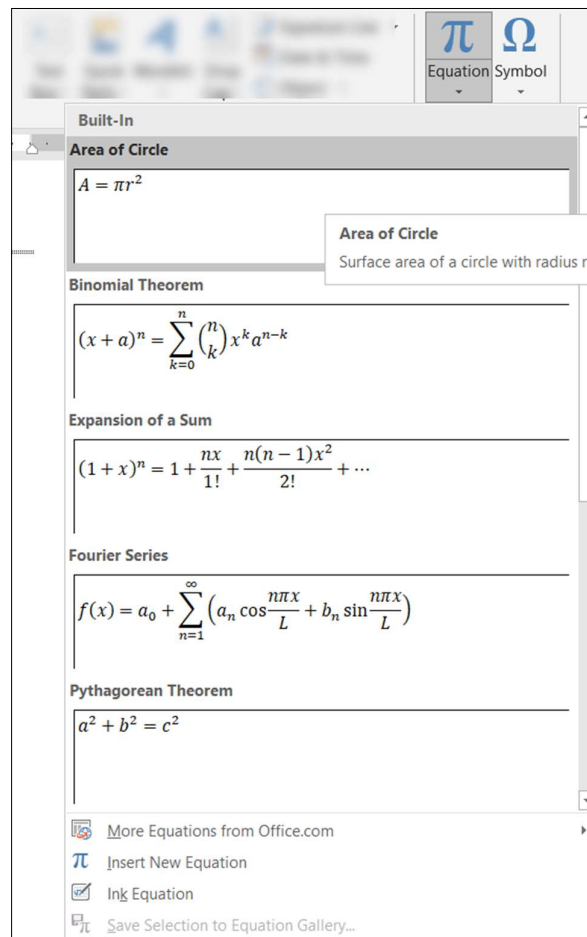 π Ω
Equation Symbol
Built-In
Area of Circle
A = πr²
Area of Circle
Surface area of a circle with radius r
Binomial Theorem
(x + a)ⁿ = ∑_{k=0}^{n} (n k) xᵏaⁿ⁻ᵏ
Expansion of a Sum
(1 + x)ⁿ = 1 + nx/1! + n(n − 1)x²/2! + ⋯
Fourier Series
f(x) = a₀ + ∑_{n=1}^{∞} (aₙ cos nπx/L + bₙ sin nπx/L)
Pythagorean Theorem
a² + b² = c²
More Equations from Office.com
π Insert New Equation
Ink Equation
π Save Selection to Equation Gallery...